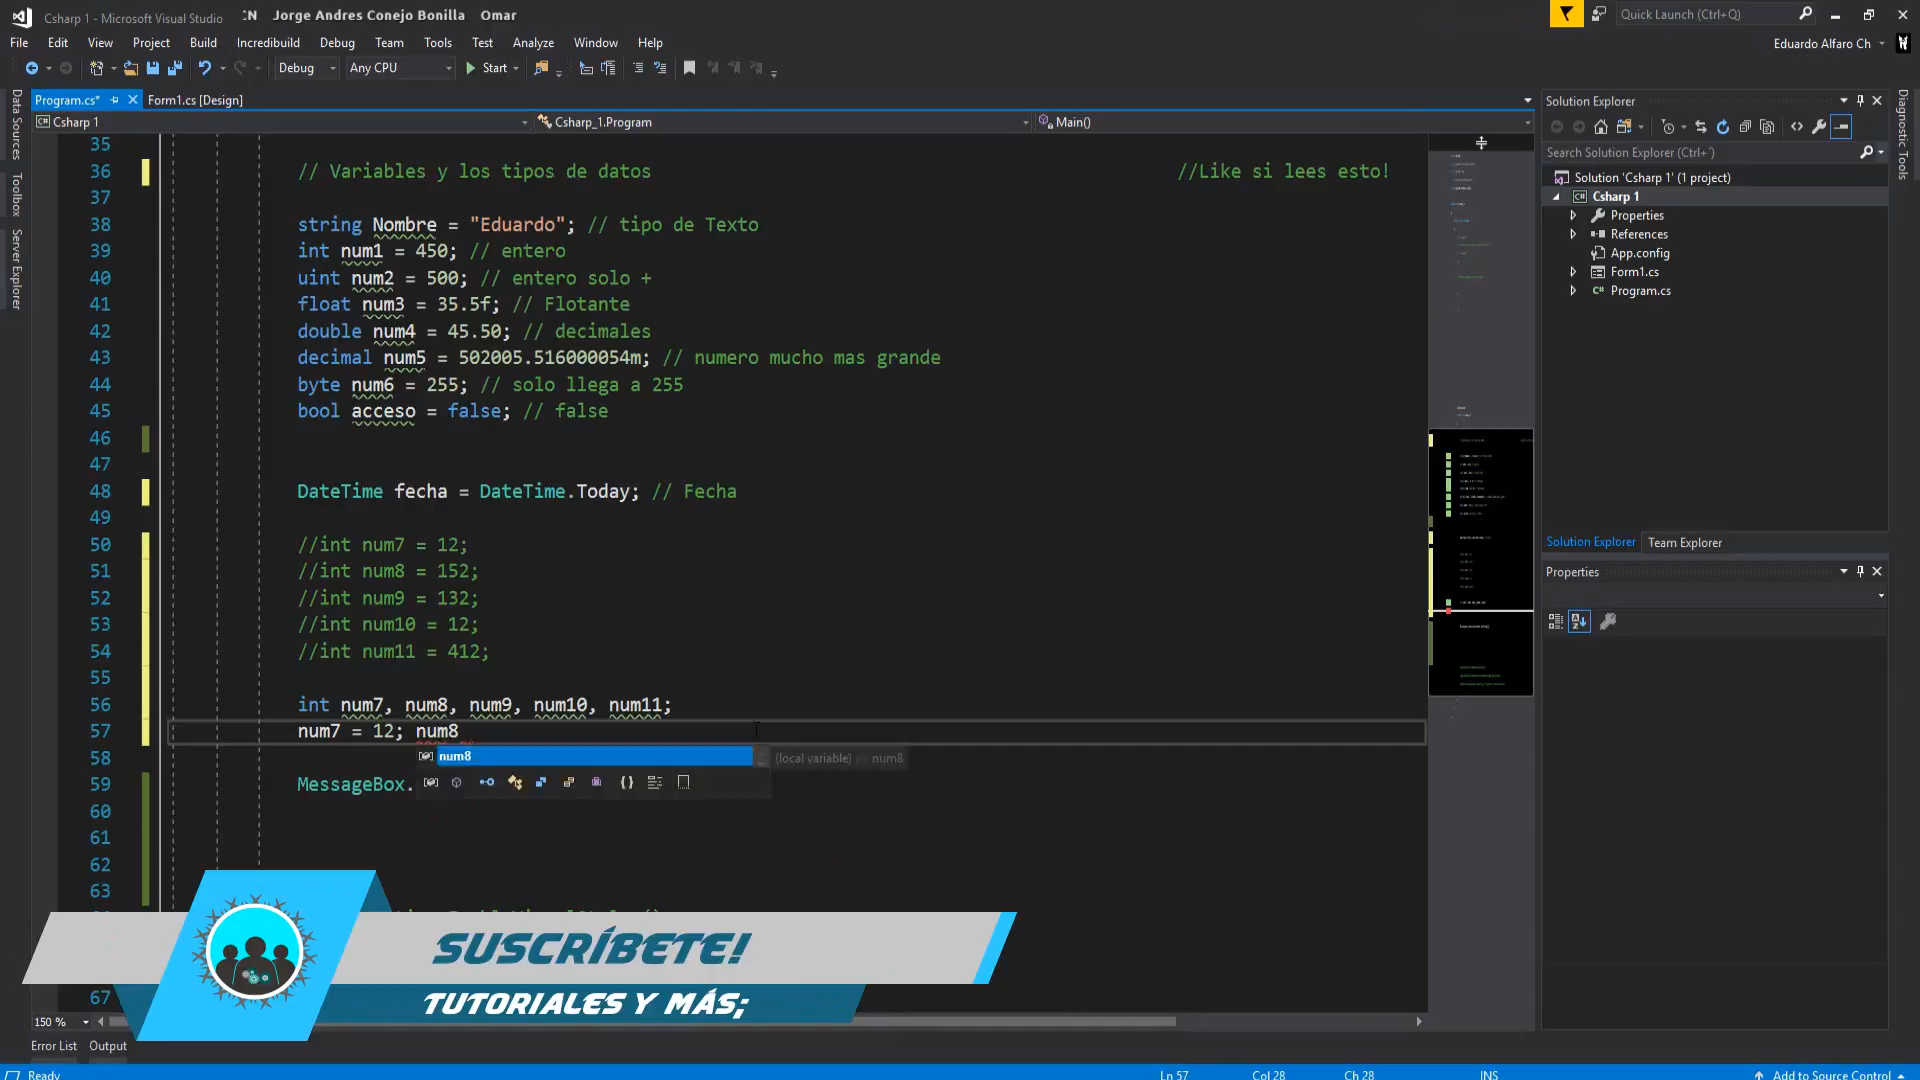 Csharp 1 - Microsoft Visual Studio
CN Jorge Andres Conejo Bonilla Omar
Quick Launch (Ctrl+Q)
File Edit View Project Build Incredibuild Debug Team Tools Test Analyze Window Help
Eduardo Alfaro Ch
Debug Any CPU Start
Program.cs* Form1.cs [Design]
Csharp 1 Csharp_1.Program Main()
Data Sources
Toolbox
Server Explorer
35
36 // Variables y los tipos de datos //Like si lees esto!
37
38 string Nombre = "Eduardo"; // tipo de Texto
39 int num1 = 450; // entero
40 uint num2 = 500; // entero solo +
41 float num3 = 35.5f; // Flotante
42 double num4 = 45.50; // decimales
43 decimal num5 = 502005.516000054m; // numero mucho mas grande
44 byte num6 = 255; // solo llega a 255
45 bool acceso = false; // false
46
47
48 DateTime fecha = DateTime.Today; // Fecha
49
50 //int num7 = 12;
51 //int num8 = 152;
52 //int num9 = 132;
53 //int num10 = 12;
54 //int num11 = 412;
55
56 int num7, num8, num9, num10, num11;
57 num7 = 12; num8
num8 (local variable) num8
58
59 MessageBox.
60
61
62
63
67
SUSCRÍBETE!
TUTORIALES Y MÁS;
150 %
Error List Output
Ready Ln 57 Col 28 Ch 28 INS Add to Source Control
Solution Explorer
Search Solution Explorer (Ctrl+´)
Solution 'Csharp 1' (1 project)
Csharp 1
Properties
References
App.config
Form1.cs
Program.cs
Solution Explorer Team Explorer
Properties
Diagnostic Tools